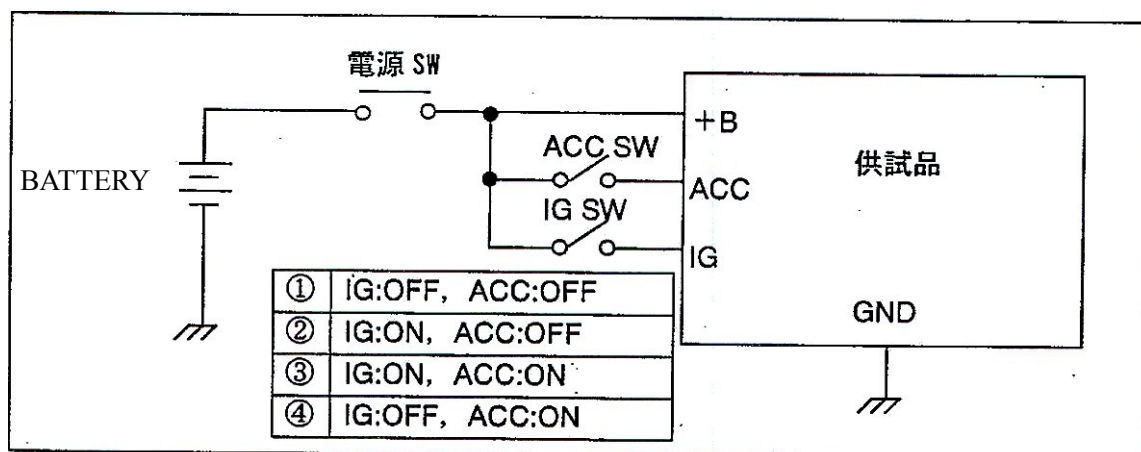 電源 SW
+B
ACC SW
供試品
BATTERY
ACC
IG SW
IG
① IG:OFF, ACC:OFF
② IG:ON, ACC:OFF
③ IG:ON, ACC:ON
④ IG:OFF, ACC:ON
GND